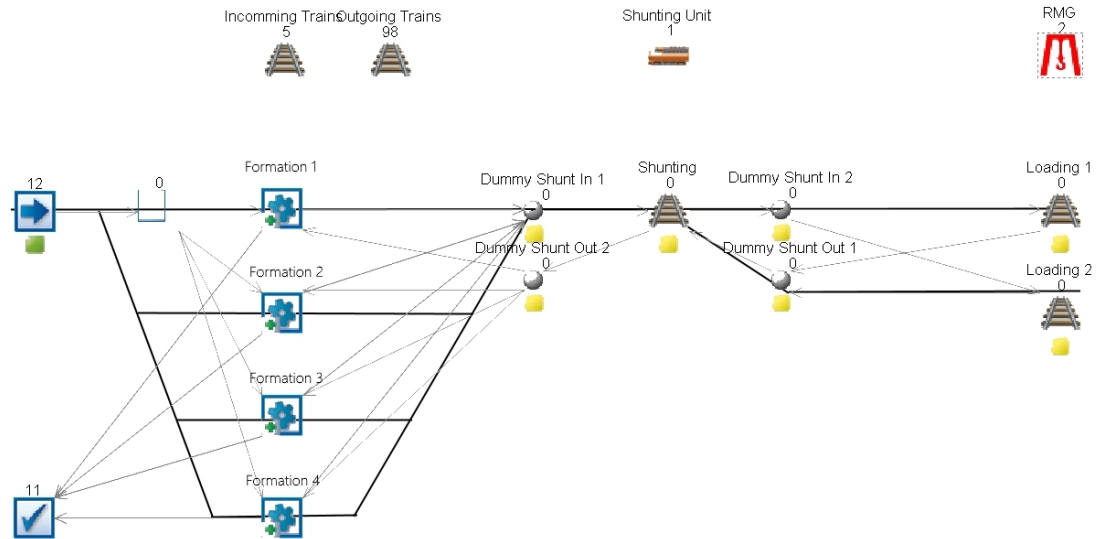 Incomming Trains
5
Outgoing Trains
98
Shunting Unit
1
RMG
2
12
0
Formation 1
Dummy Shunt In 1
0
Shunting
0
Dummy Shunt In 2
0
Loading 1
0
Formation 2
Dummy Shunt Out 2
0
Dummy Shunt Out 1
0
Loading 2
0
Formation 3
11
Formation 4